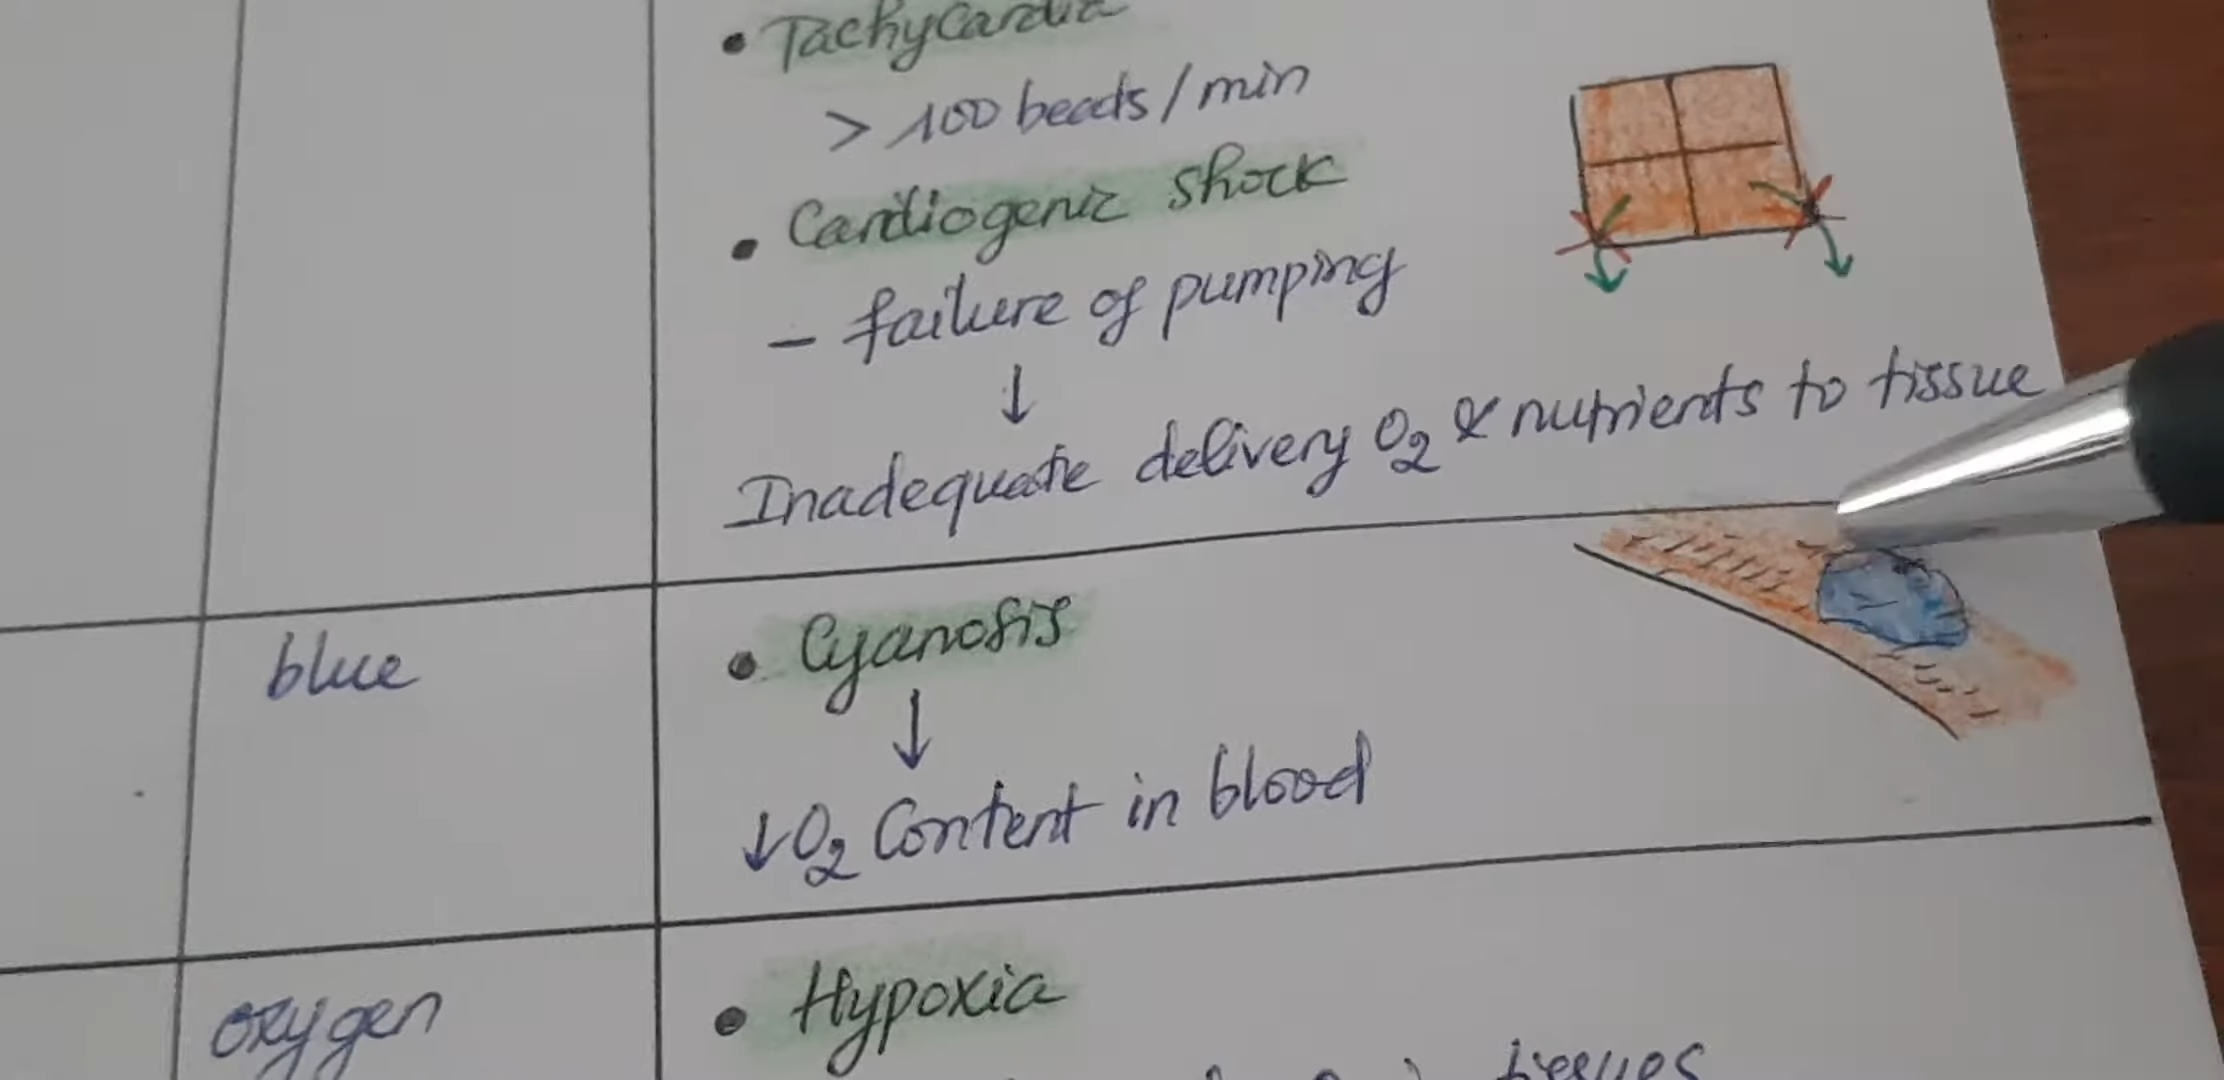 • Tachycardia
> 100 beads/min
• Cardiogenic shock
- failure of pumping
↓
Inadequate delivery O₂ & nutrients to tissue
blue
• Cyanosis
↓
↓O₂ Content in blood
oxygen
• Hypoxia
tissues